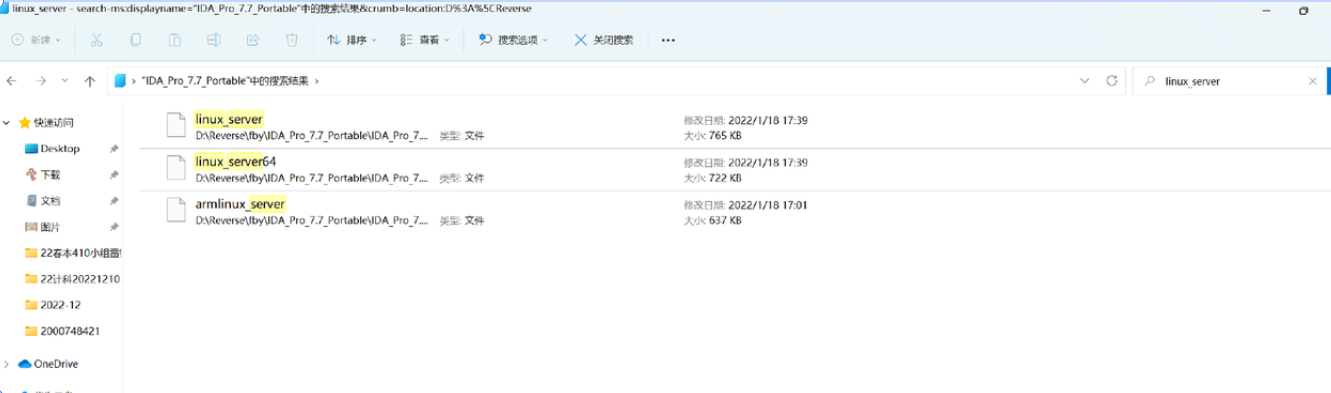 linux_server - search-ms:displayname="IDA_Pro_7.7_Portable"中的搜索结果&crumb=location:D%3A%5CReverse
新建
排序
查看
搜索选项
关闭搜索
"IDA_Pro_7.7_Portable"中的搜索结果
linux_server
快速访问
Desktop
下载
文档
图片
22春本410小组雷
22计科20221210
2022-12
2000748421
OneDrive
linux_server
修改日期: 2022/1/18 17:39
D:\Reverse\fby\IDA_Pro_7.7_Portable\IDA_Pro_7.... 类型: 文件
大小: 765 KB
linux_server64
修改日期: 2022/1/18 17:39
D:\Reverse\fby\IDA_Pro_7.7_Portable\IDA_Pro_7.... 类型: 文件
大小: 722 KB
armlinux_server
修改日期: 2022/1/18 17:01
D:\Reverse\fby\IDA_Pro_7.7_Portable\IDA_Pro_7.... 类型: 文件
大小: 637 KB